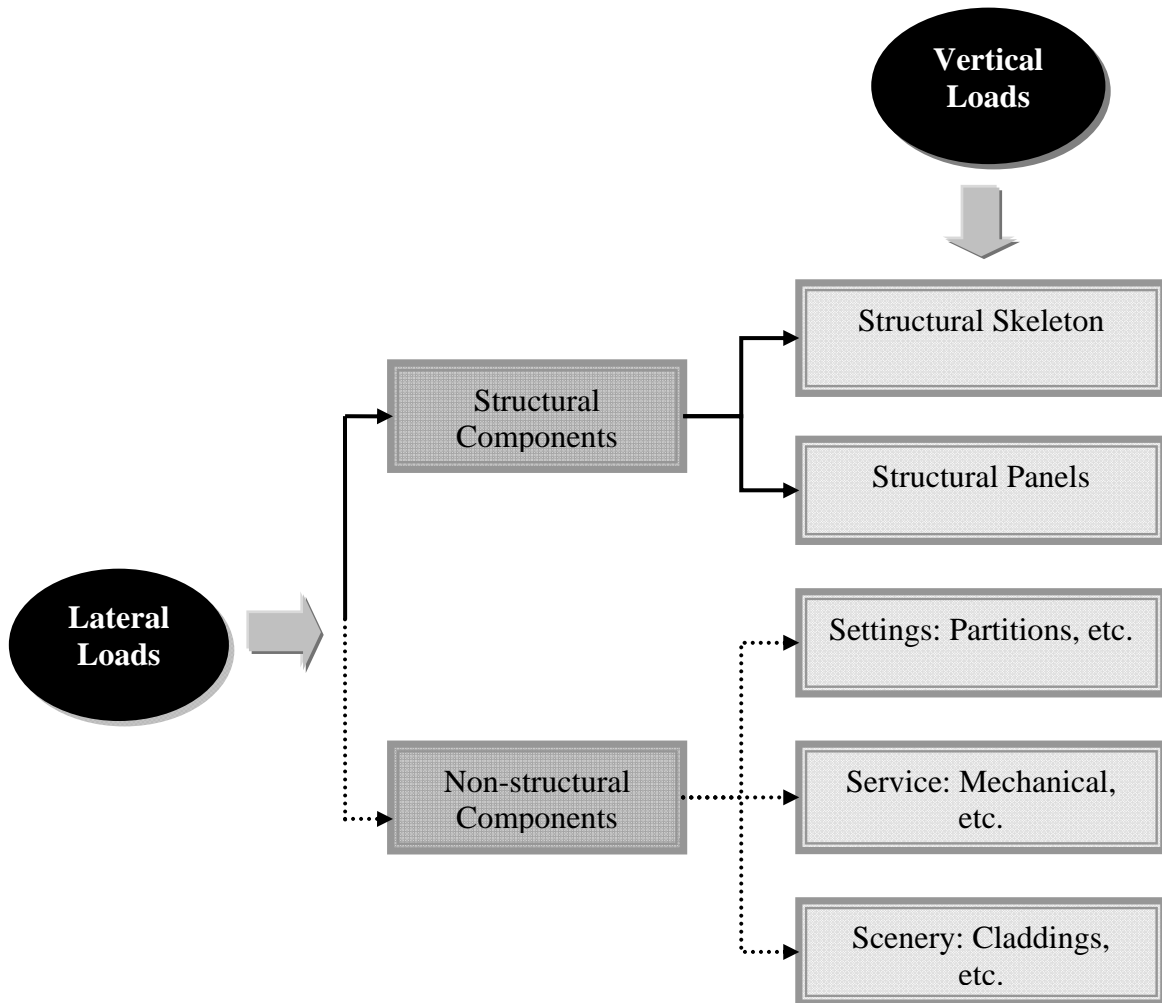 Vertical
Loads
Structural Skeleton
Structural
Components
Structural Panels
Lateral
Loads
Settings: Partitions, etc.
Non-structural
Components
Service: Mechanical,
etc.
Scenery: Claddings,
etc.